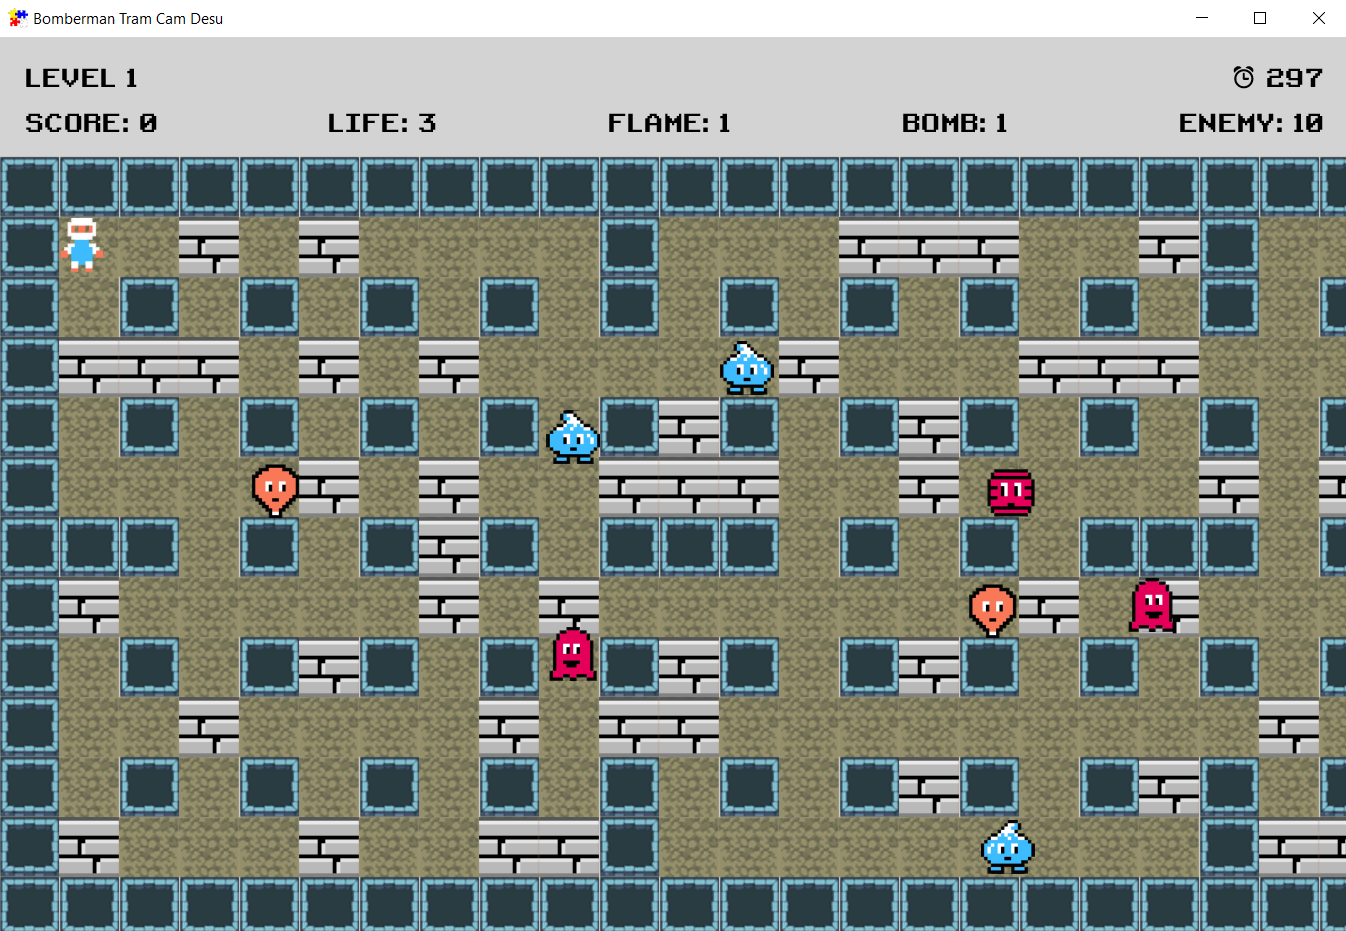 Bomberman Tram Cam Desu
LEVEL 1 297
SCORE: 0 LIFE: 3 FLAME: 1 BOMB: 1 ENEMY: 10